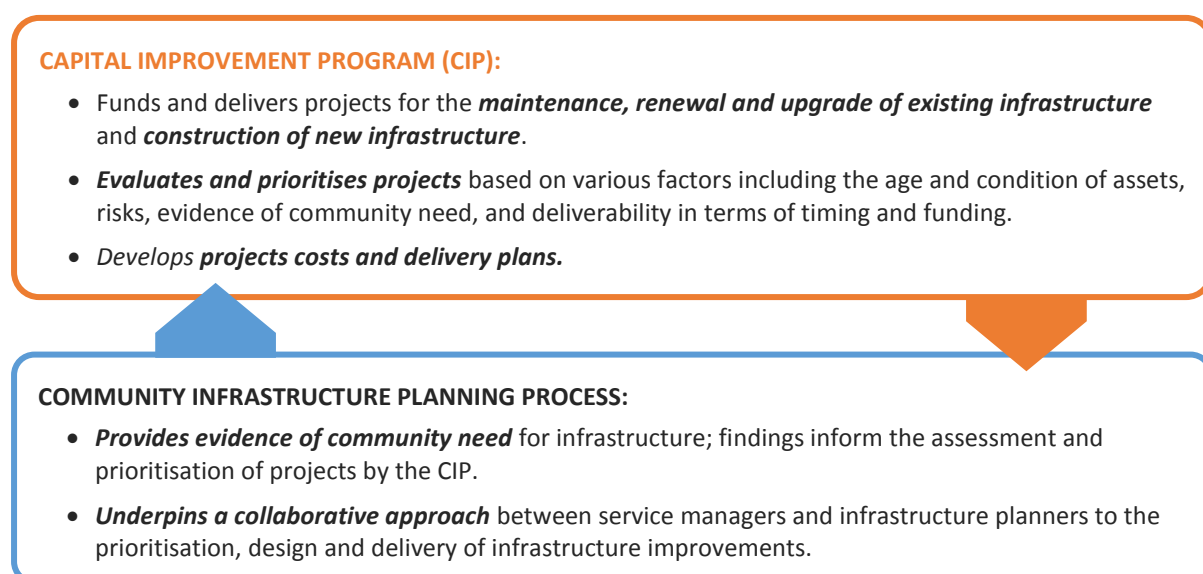 CAPITAL IMPROVEMENT PROGRAM (CIP):
• Funds and delivers projects for the maintenance, renewal and upgrade of existing infrastructure
and construction of new infrastructure.
• Evaluates and prioritises projects based on various factors including the age and condition of assets,
risks, evidence of community need, and deliverability in terms of timing and funding.
• Develops projects costs and delivery plans.
COMMUNITY INFRASTRUCTURE PLANNING PROCESS:
• Provides evidence of community need for infrastructure; findings inform the assessment and
prioritisation of projects by the CIP.
• Underpins a collaborative approach between service managers and infrastructure planners to the
prioritisation, design and delivery of infrastructure improvements.